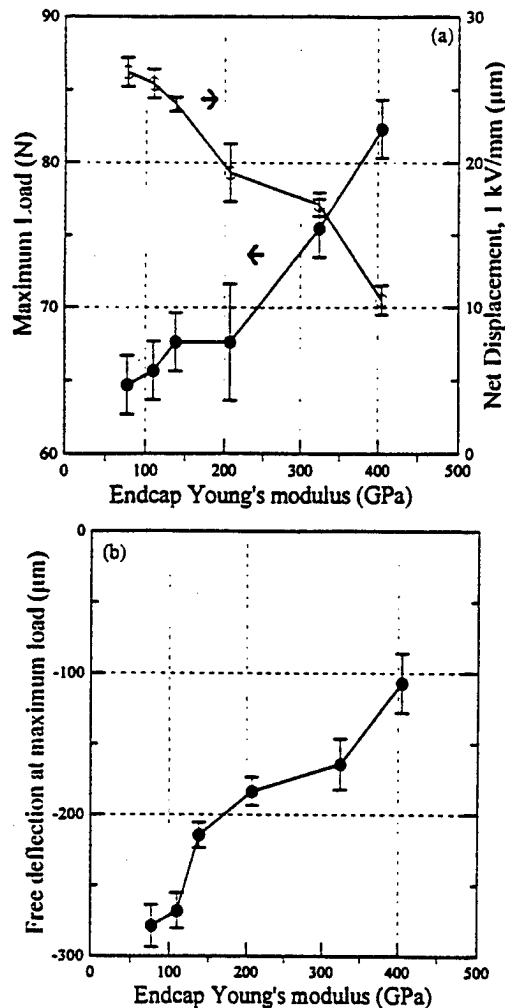 (a)
Maximum Load (N)
90
80
70
60
Net Displacement, 1 kV/mm (μm)
30
20
10
0
0 100 200 300 400 500
Endcap Young's modulus (GPa)
(b)
Free deflection at maximum load (μm)
0
-100
-200
-300
0 100 200 300 400 500
Endcap Young's modulus (GPa)